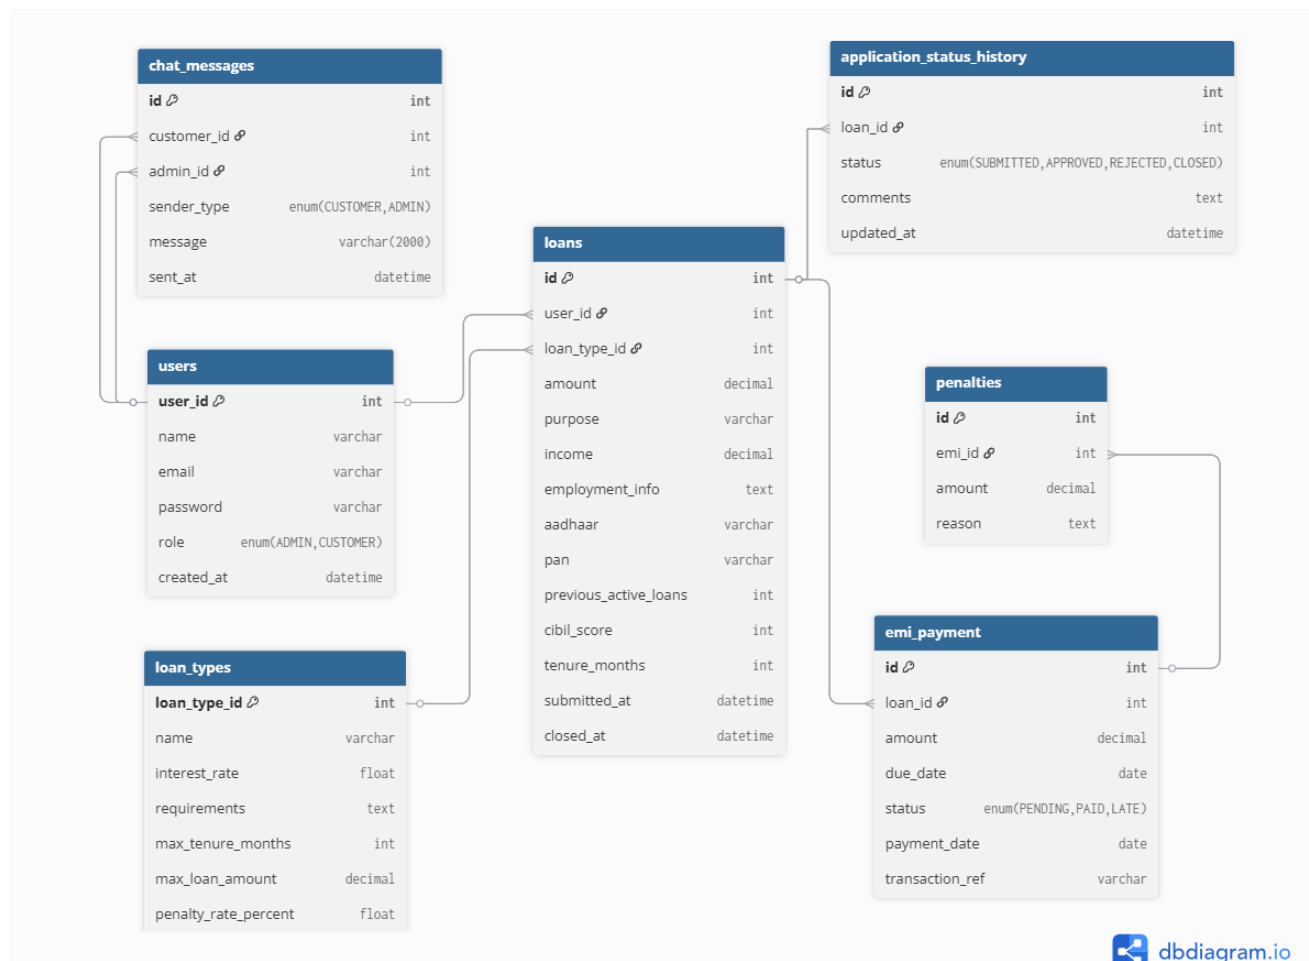 chat_messages
id int
customer_id int
admin_id int
sender_type enum(CUSTOMER,ADMIN)
message varchar(2000)
sent_at datetime
users
user_id int
name varchar
email varchar
password varchar
role enum(ADMIN,CUSTOMER)
created_at datetime
loan_types
loan_type_id int
name varchar
interest_rate float
requirements text
max_tenure_months int
max_loan_amount decimal
penalty_rate_percent float
loans
id int
user_id int
loan_type_id int
amount decimal
purpose varchar
income decimal
employment_info text
aadhaar varchar
pan varchar
previous_active_loans int
cibil_score int
tenure_months int
submitted_at datetime
closed_at datetime
application_status_history
id int
loan_id int
status enum(SUBMITTED,APPROVED,REJECTED,CLOSED)
comments text
updated_at datetime
penalties
id int
emi_id int
amount decimal
reason text
emi_payment
id int
loan_id int
amount decimal
due_date date
status enum(PENDING,PAID,LATE)
payment_date date
transaction_ref varchar
dbdiagram.io